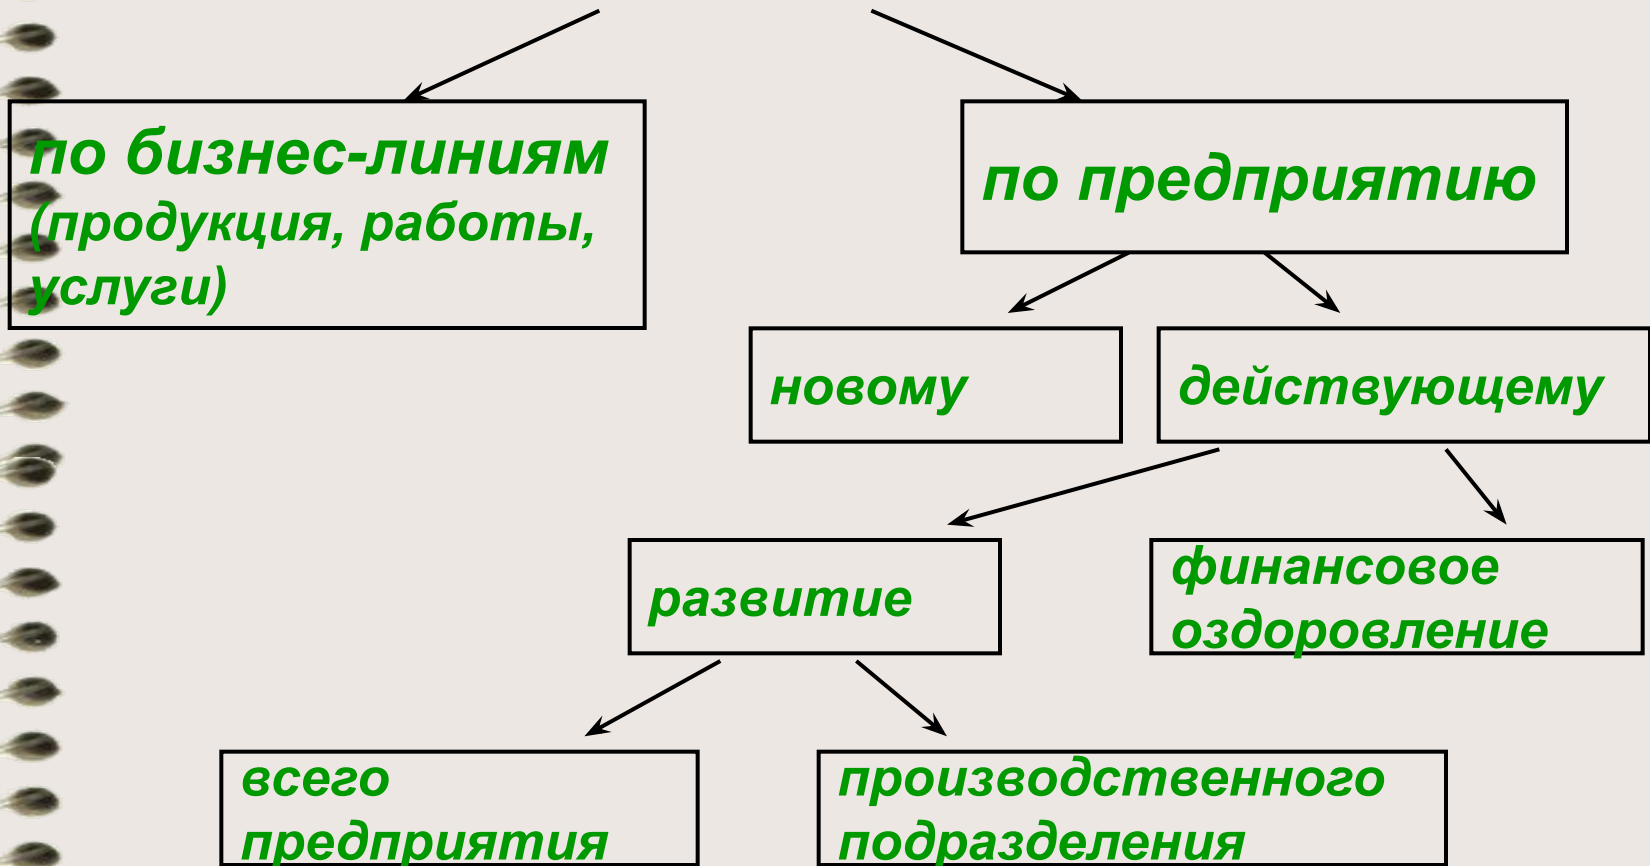 по бизнес-линиям
(продукция, работы,
услуги)
по предприятию
новому
действующему
развитие
финансовое
оздоровление
всего
предприятия
производственного
подразделения